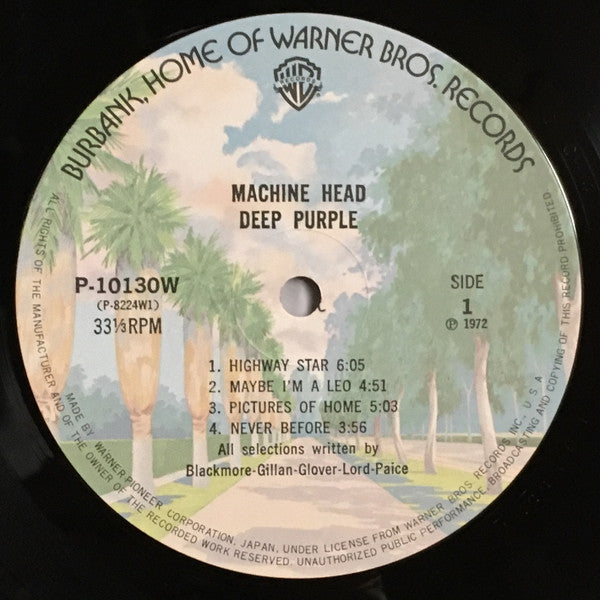 BURBANK, HOME OF WARNER BROS. RECORDS
WB
RECORDS
MACHINE HEAD
DEEP PURPLE
P-10130W
(P-8224W1)
33⅓RPM
SIDE
1
℗ 1972
1. HIGHWAY STAR 6:05
2. MAYBE I'M A LEO 4:51
3. PICTURES OF HOME 5:03
4. NEVER BEFORE 3:56
All selections written by
Blackmore-Gillan-Glover-Lord-Paice
MADE BY WARNER-PIONEER CORPORATION, JAPAN, UNDER LICENSE FROM WARNER BROS RECORDS INC., U S A
ALL RIGHTS OF THE MANUFACTURER AND OF THE OWNER OF THE RECORDED WORK RESERVED. UNAUTHORIZED PUBLIC PERFORMANCE, BROADCASTING AND COPYING OF THIS RECORD PROHIBITED